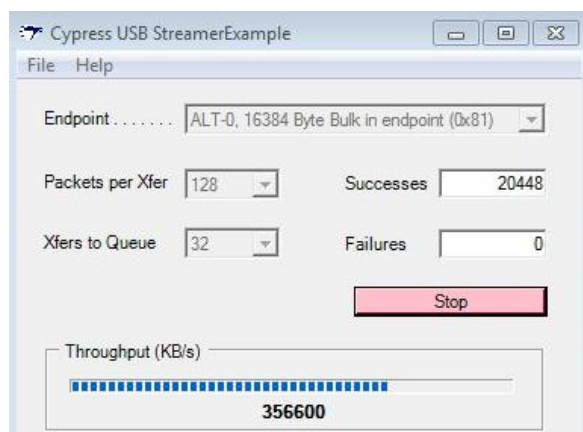 Cypress USB StreamerExample
File Help
Endpoint . . . . . . . ALT-0, 16384 Byte Bulk in endpoint (0x81)
Packets per Xfer 128 Successes 20448
Xfers to Queue 32 Failures 0
Stop
Throughput (KB/s)
356600